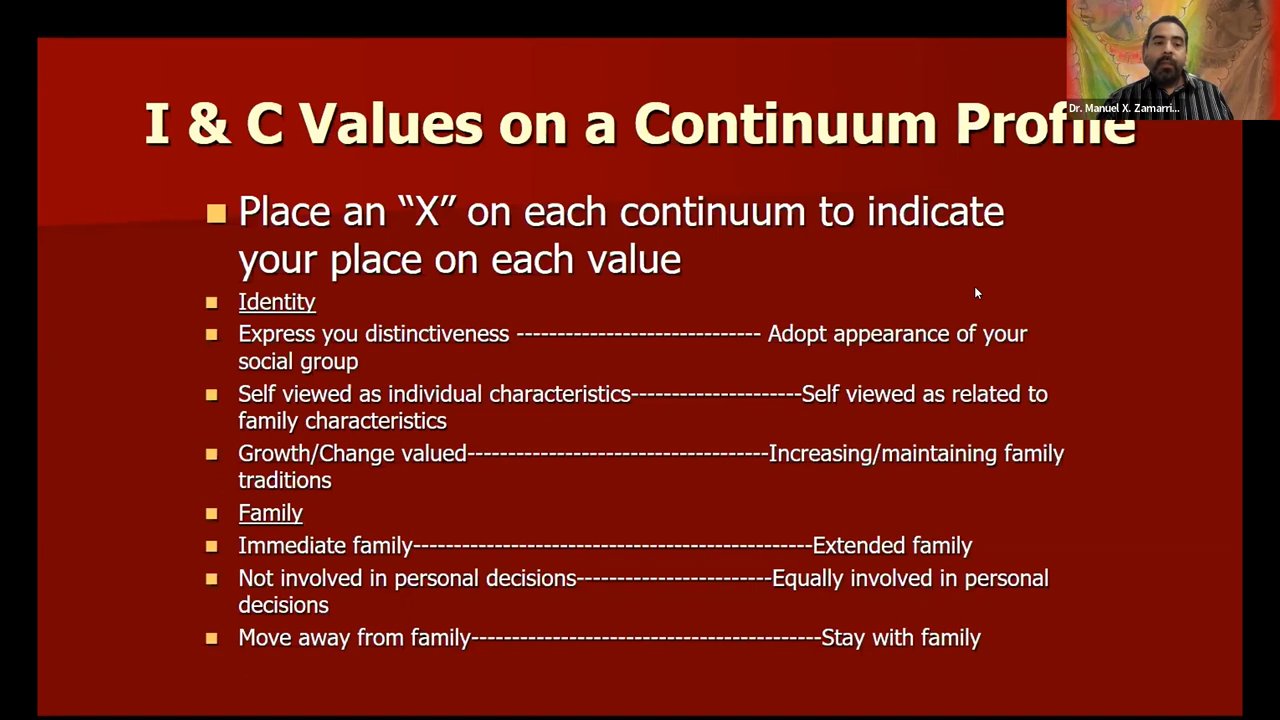 I & C Values on a Continuum Profile
Dr. Manuel X. Zamarri...
Place an “X” on each continuum to indicate
your place on each value
Identity
Express you distinctiveness ----------------------------- Adopt appearance of your
social group
Self viewed as individual characteristics--------------------Self viewed as related to
family characteristics
Growth/Change valued------------------------------------Increasing/maintaining family
traditions
Family
Immediate family------------------------------------------------Extended family
Not involved in personal decisions-----------------------Equally involved in personal
decisions
Move away from family------------------------------------------Stay with family